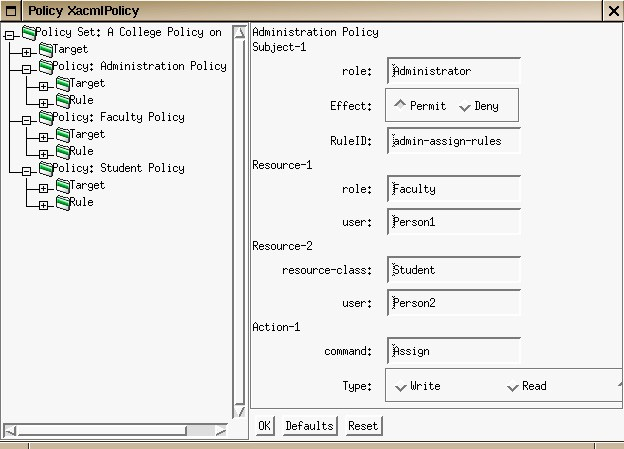 Policy XacmlPolicy
Policy Set: A College Policy on
Target
Policy: Administration Policy
Target
Rule
Policy: Faculty Policy
Target
Rule
Policy: Student Policy
Target
Rule
Administration Policy
Subject-1
role: Administrator
Effect: Permit Deny
RuleID: admin-assign-rules
Resource-1
role: Faculty
user: Person1
Resource-2
resource-class: Student
user: Person2
Action-1
command: Assign
Type: Write Read
OK Defaults Reset